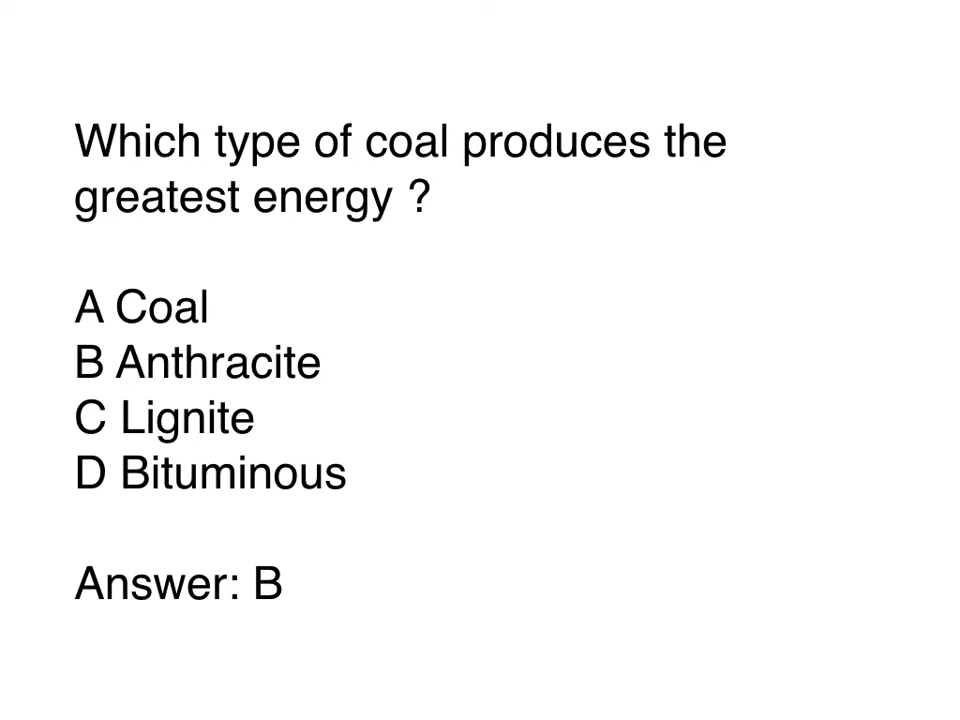 Which type of coal produces the
greatest energy ?
A Coal
B Anthracite
C Lignite
D Bituminous
Answer: B